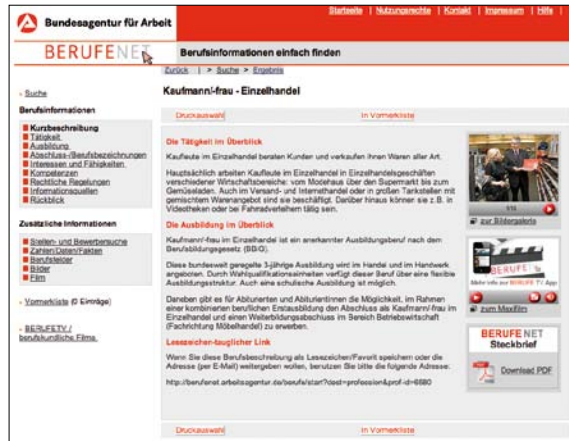 Startseite | Nutzungsrechte | Kontakt | Impressum | Hilfe |
Bundesagentur für Arbeit
BERUFENET
Berufsinformationen einfach finden
Zurück | > Suche > Ergebnis
Suche
Kaufmann/-frau - Einzelhandel
Berufsinformationen
Druckauswahl
In Vormerkliste
Kurzbeschreibung
Tätigkeit
Ausbildung
Abschluss-/Berufsbezeichnungen
Interessen und Fähigkeiten
Kompetenzen
Rechtliche Regelungen
Informationsquellen
Rückblick
Zusätzliche Informationen
Stellen- und Bewerbersuche
Zahlen/Daten/Fakten
Berufsfelder
Bilder
Film
Vormerkliste (0 Einträge)
BERUFE.TV /
berufskundliche Filme
Die Tätigkeit im Überblick
Kaufleute im Einzelhandel beraten Kunden und verkaufen ihnen Waren aller Art.
Hauptsächlich arbeiten Kaufleute im Einzelhandel in Einzelhandelsgeschäften
verschiedener Wirtschaftsbereiche: vom Modehaus über den Supermarkt bis zum
Gemüseladen. Auch im Versand- und Internethandel oder in großen Tankstellen mit
gemischtem Warenangebot sind sie beschäftigt. Darüber hinaus können sie z.B. in
Videotheken oder bei Fahrradverleihern tätig sein.
Die Ausbildung im Überblick
Kaufmann/-frau im Einzelhandel ist ein anerkannter Ausbildungsberuf nach dem
Berufsbildungsgesetz (BBiG).
Diese bundesweit geregelte 3-jährige Ausbildung wird im Handel und im Handwerk
angeboten. Durch Wahlqualifikationseinheiten verfügt dieser Beruf über eine flexible
Ausbildungsstruktur. Auch eine schulische Ausbildung ist möglich.
Daneben gibt es für Abiturienten und Abiturientinnen die Möglichkeit, im Rahmen
einer kombinierten beruflichen Erstausbildung den Abschluss als Kaufmann/-frau im
Einzelhandel und einen Weiterbildungsabschluss im Bereich Betriebswirtschaft
(Fachrichtung Möbelhandel) zu erwerben.
Lesezeichen-tauglicher Link
Wenn Sie diese Berufsbeschreibung als Lesezeichen/Favorit speichern oder die
Adresse (per E-Mail) weitergeben wollen, benutzen Sie bitte die folgende Adresse:
http://berufenet.arbeitsagentur.de/berufe/start?dest=profession&prof-id=6580
zur Bildergalerie
BERUFE
Mehr Infos zur BERUFE TV App
zum Maxifilm
BERUFE NET
Steckbrief
Download PDF
Druckauswahl
In Vormerkliste